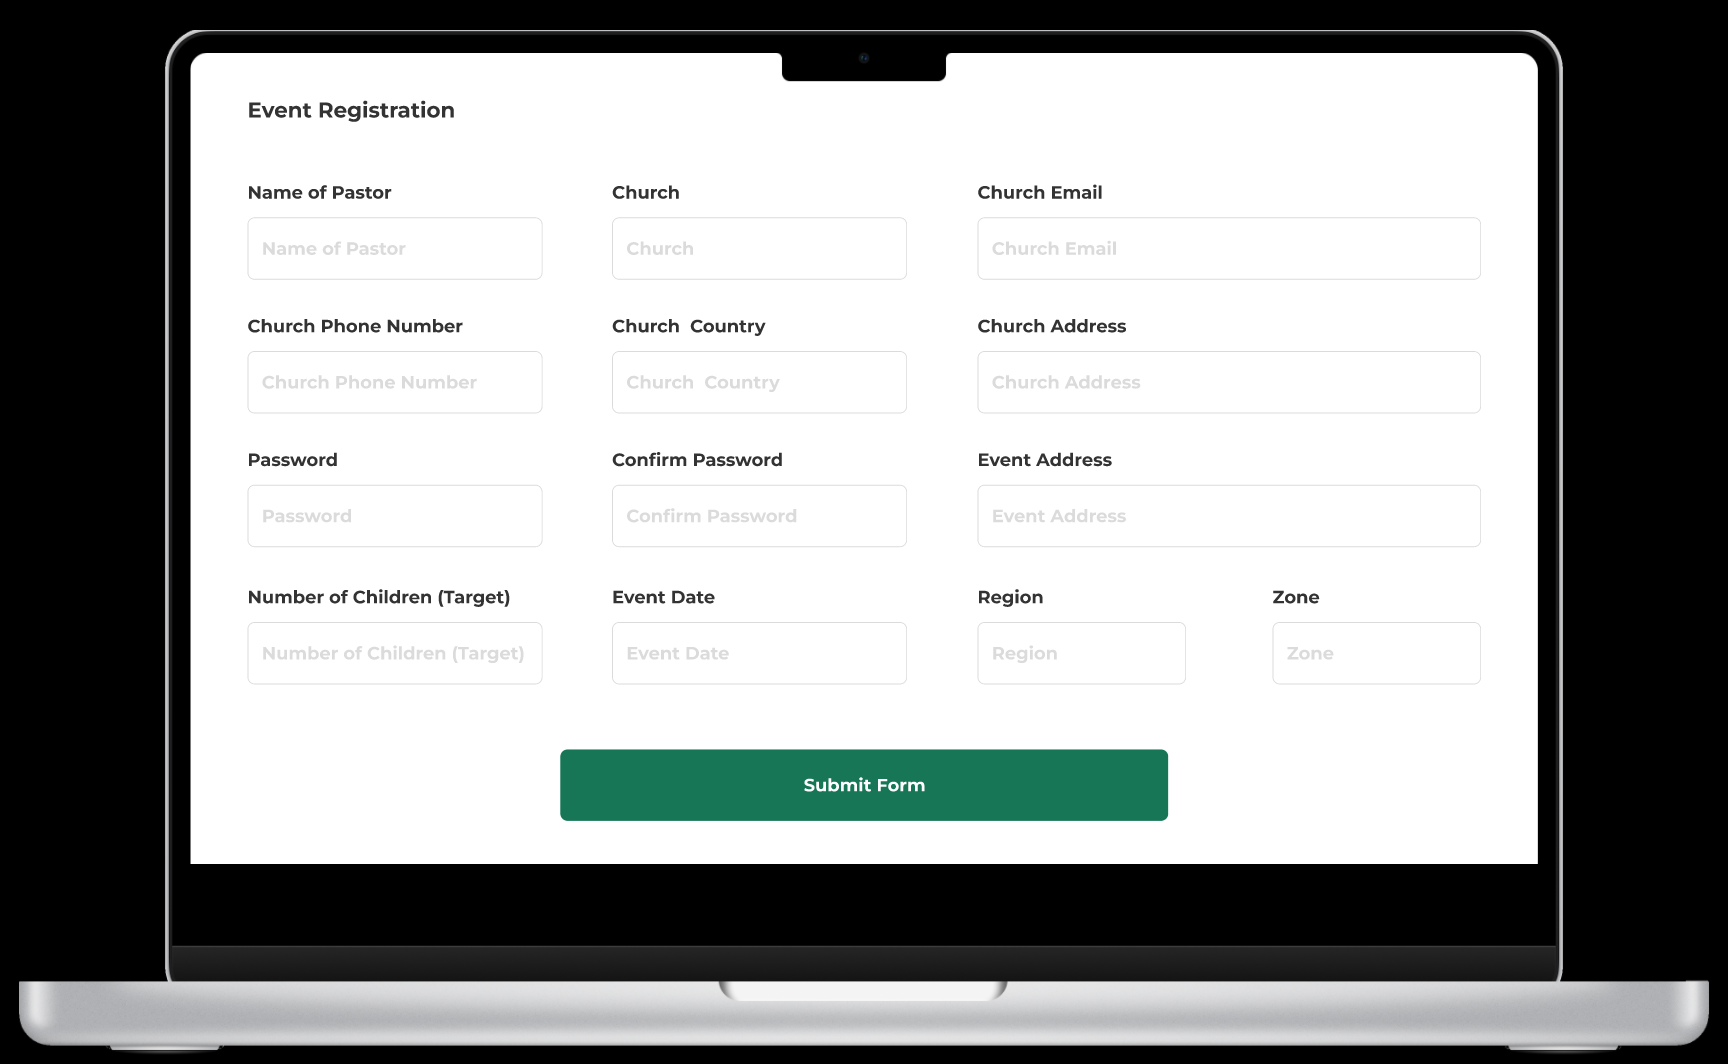 Event Registration
Name of Pastor
Church
Church Email
Name of Pastor
Church
Church Email
Church Phone Number
Church  Country
Church Address
Church Phone Number
Church  Country
Church Address
Password
Confirm Password
Event Address
Password
Confirm Password
Event Address
Number of Children (Target)
Event Date
Region
Zone
Number of Children (Target)
Event Date
Region
Zone
Submit Form